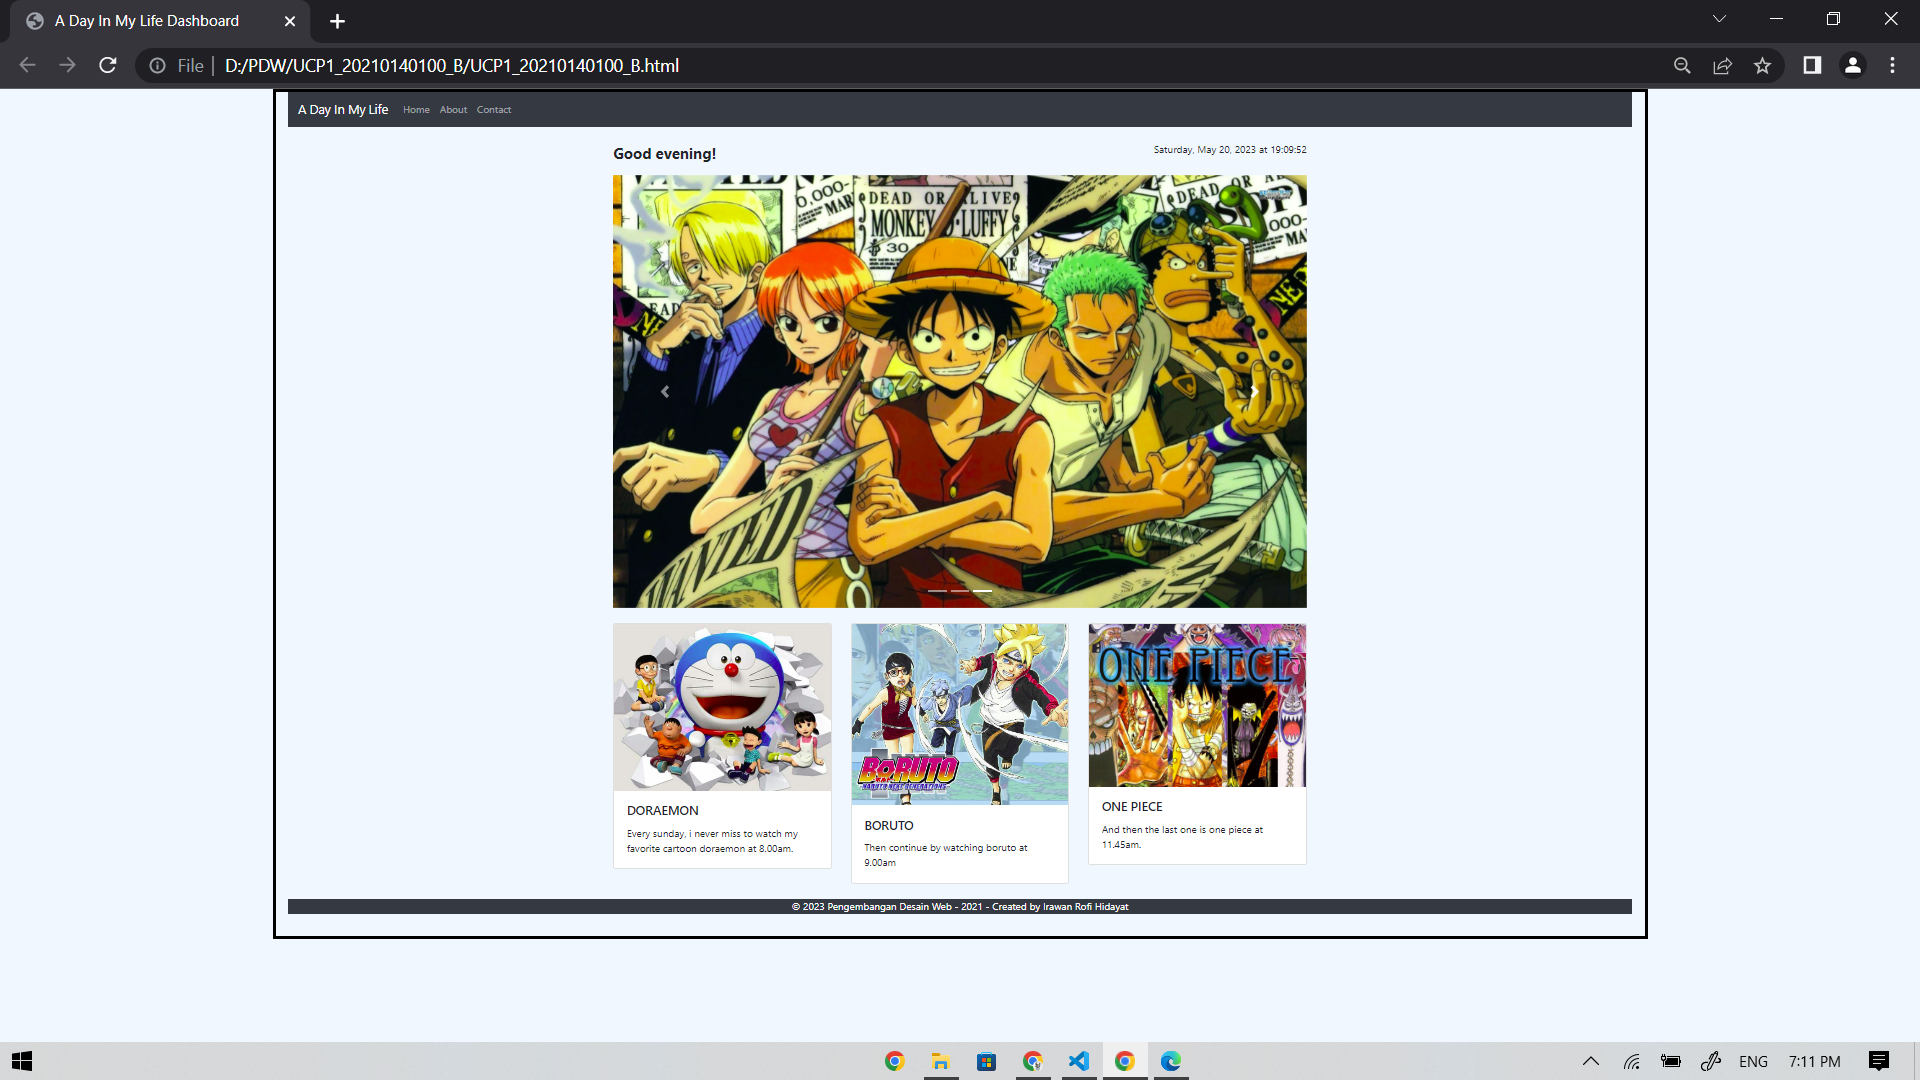 A Day In My Life Dashboard
File
D:/PDW/UCP1_20210140100_B/UCP1_20210140100_B.html
A Day In My Life Home About Contact
Good evening!
Saturday, May 20, 2023 at 19:09:52
DEAD OR ALIVE
MONKEY D LUFFY
30
WANTED
DORAEMON
Every sunday, i never miss to watch my
favorite cartoon doraemon at 8.00am.
BORUTO
NARUTO NEXT GENERATIONS
BORUTO
Then continue by watching boruto at
9.00am
ONE PIECE
ONE PIECE
And then the last one is one piece at
11.45am.
© 2023 Pengembangan Desain Web - 2021 - Created by Irawan Rofi Hidayat
ENG
7:11 PM